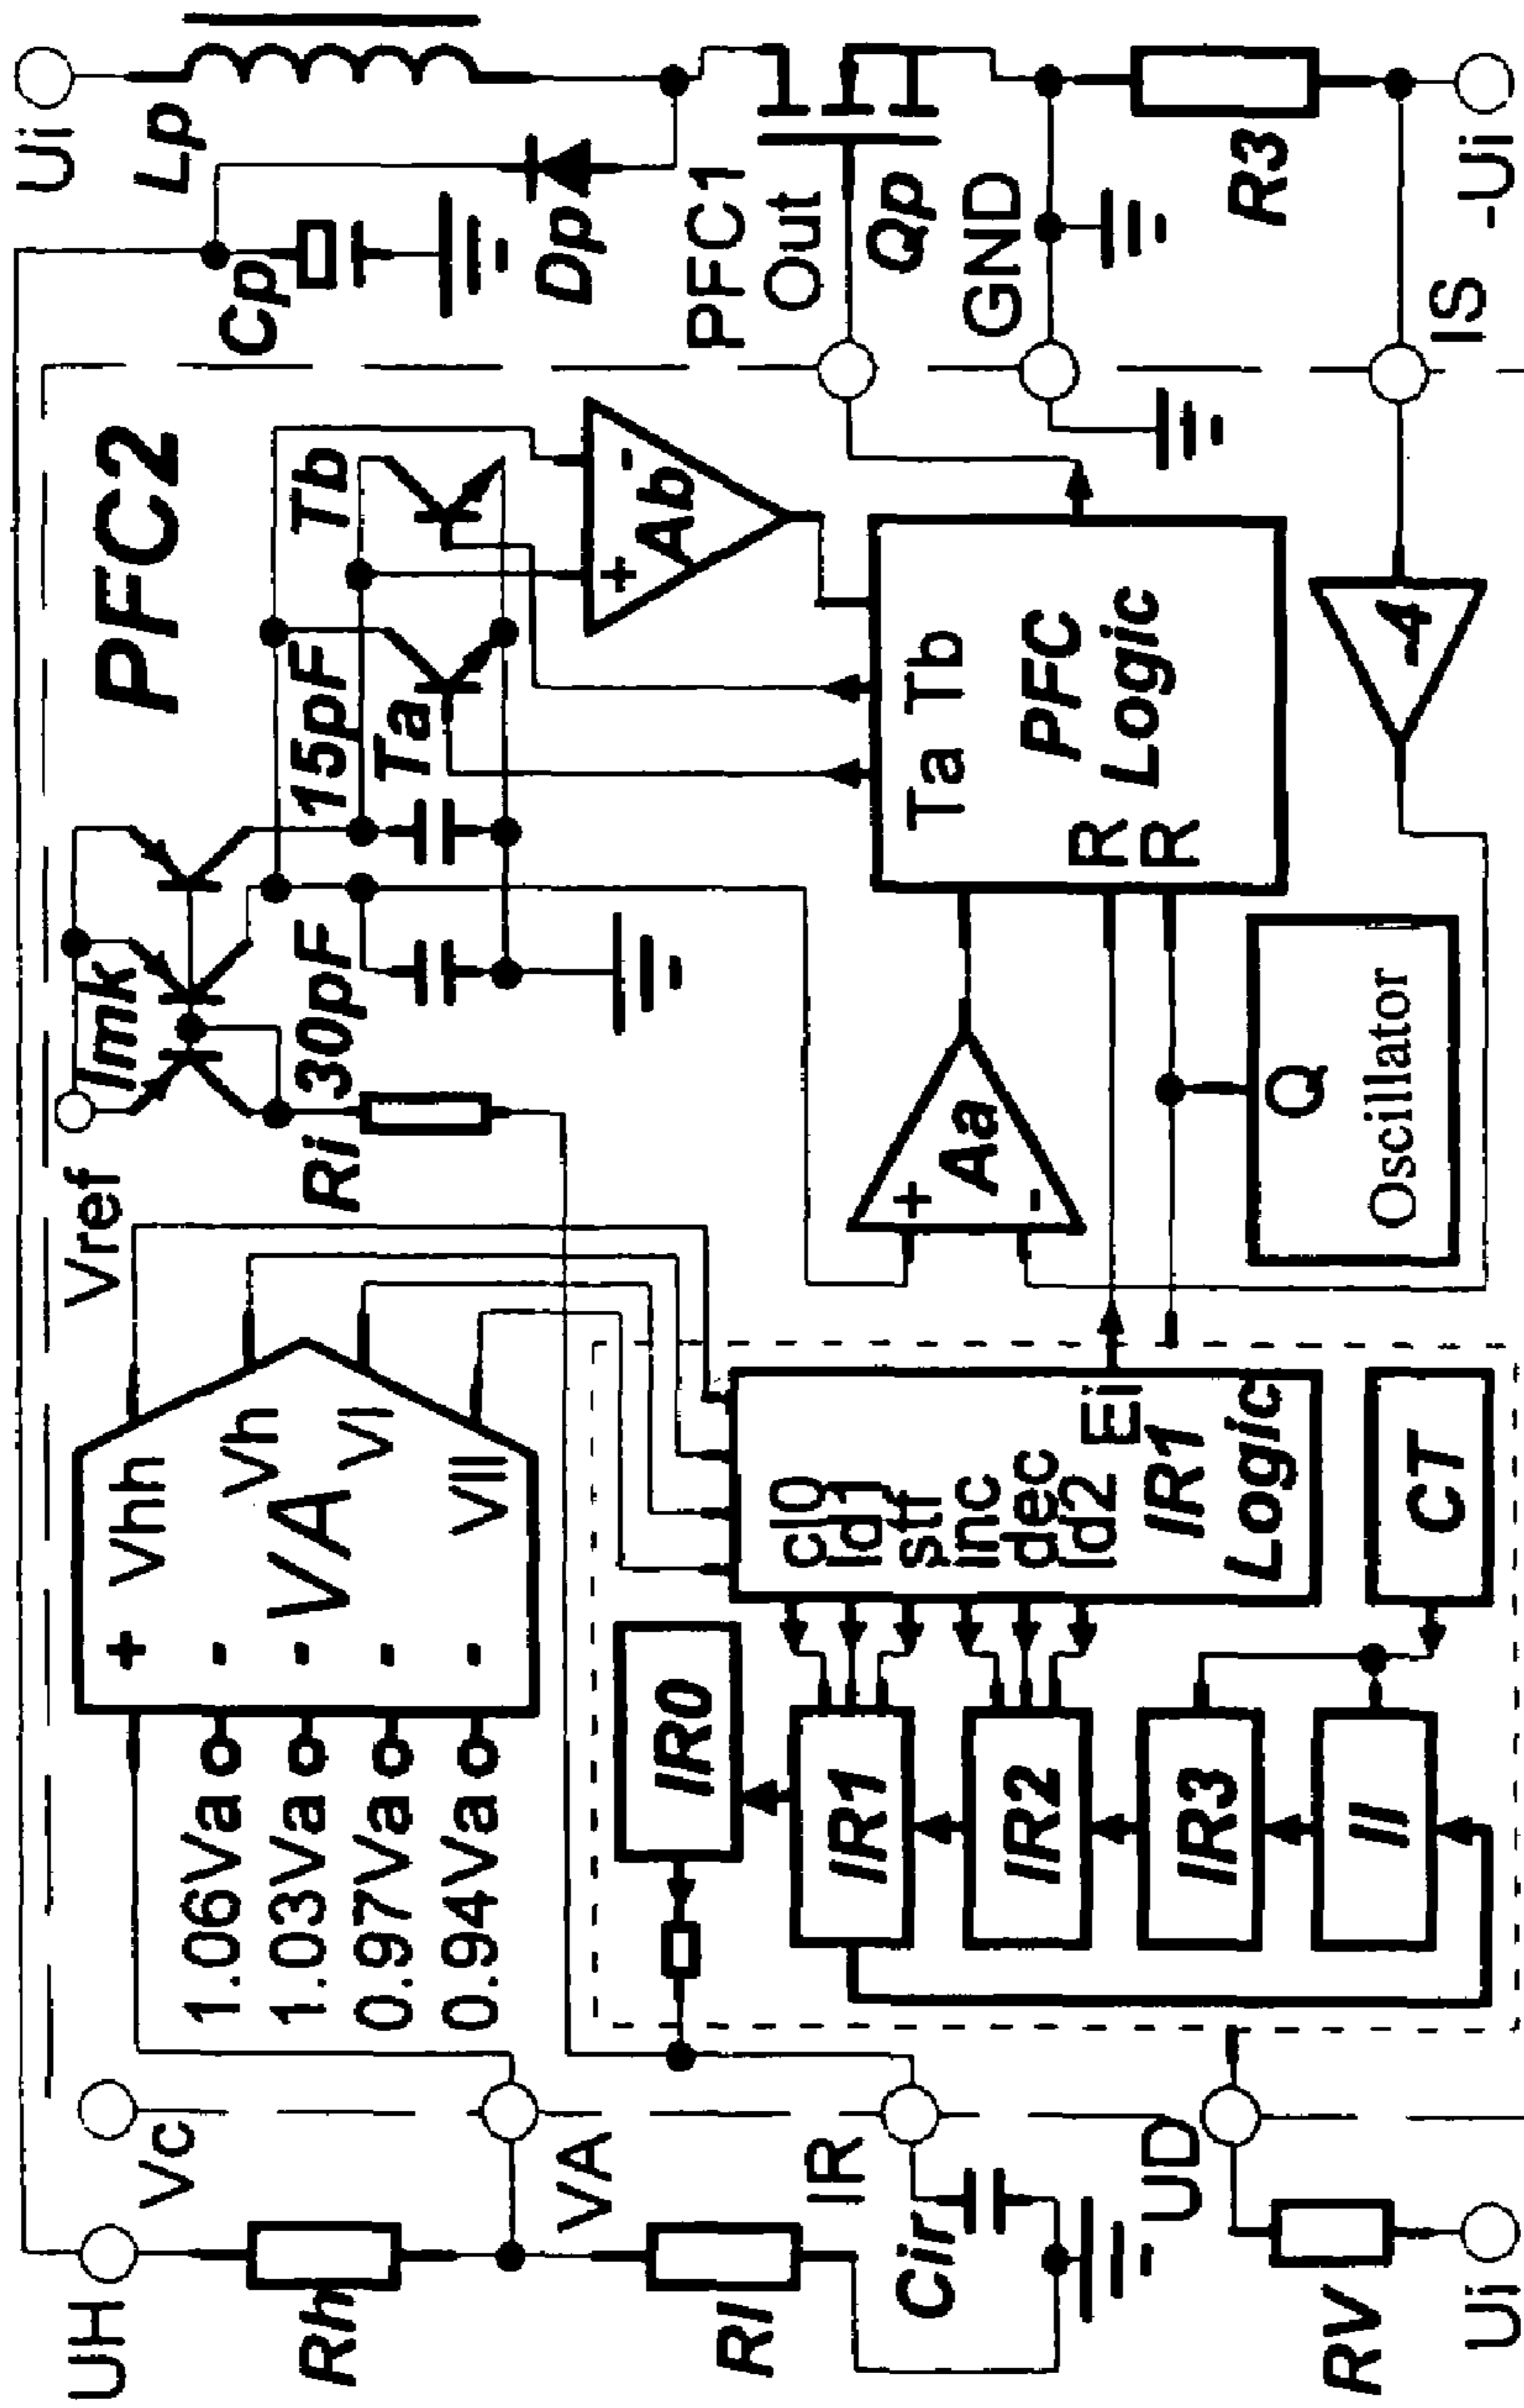 UH
Vc
Rh
VA
Rl
IR
Cir
UD
RV
Ui
1.06Va
1.03Va
0.97Va
0.94Va
+
-
-
-
-
Vhh
Vh
VA
Vl
Vll
IR0
IR1
IR2
IR3
II
clo
ld1
stf
inc
dec
ld2
Ei
IR1
Logic
CT
Vref
Imk
Ri
30pF
15pF
Ta
Tb
PFC2
+
-
Aa
+
-
Ab
Q
Oscillator
Ta Tb
R
R
PFC
Logic
-4
Ui
Lp
Cp
Dp
PFC1
Out
Qp
GND
R3
IS
-Ui